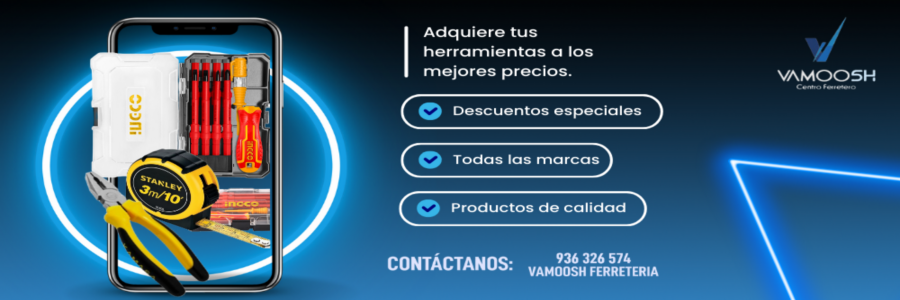 Adquiere tus
herramientas a los
mejores precios.
Descuentos especiales
Todas las marcas
Productos de calidad
CONTÁCTANOS:
936 326 574
VAMOOSH FERRETERIA
VAMOOSH
Centro Ferretero
INGCO
INGCO
STANLEY
3m/10'
INGCO